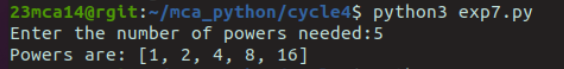 23mca14@rgit:~/mca_python/cycle4$ python3 exp7.py
Enter the number of powers needed:5
Powers are: [1, 2, 4, 8, 16]